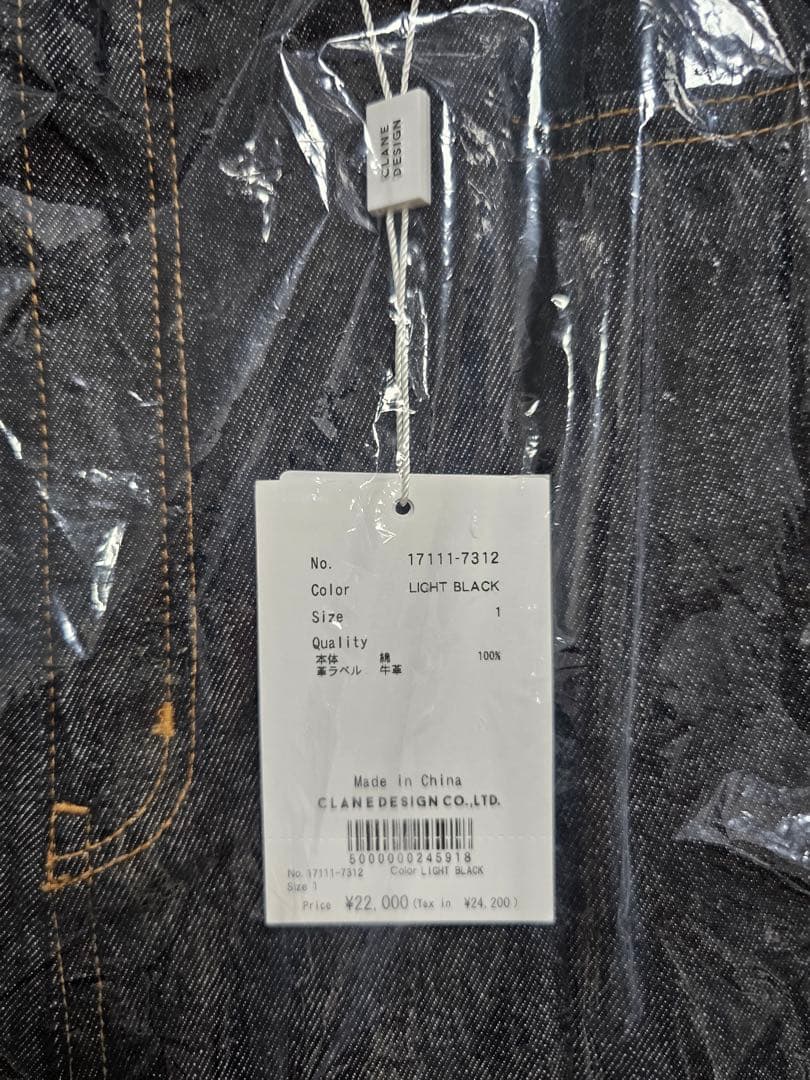 CLANE
DESIGN
No. 17111-7312
Color LIGHT BLACK
Size 1
Quality
本体 綿 100%
革ラベル 牛革
Made in China
CLANEDESIGN CO.,LTD.
5000000245918
No. 17111-7312 Color LIGHT BLACK
Size 1
Price ¥22,000 (Tax in ¥24,200)